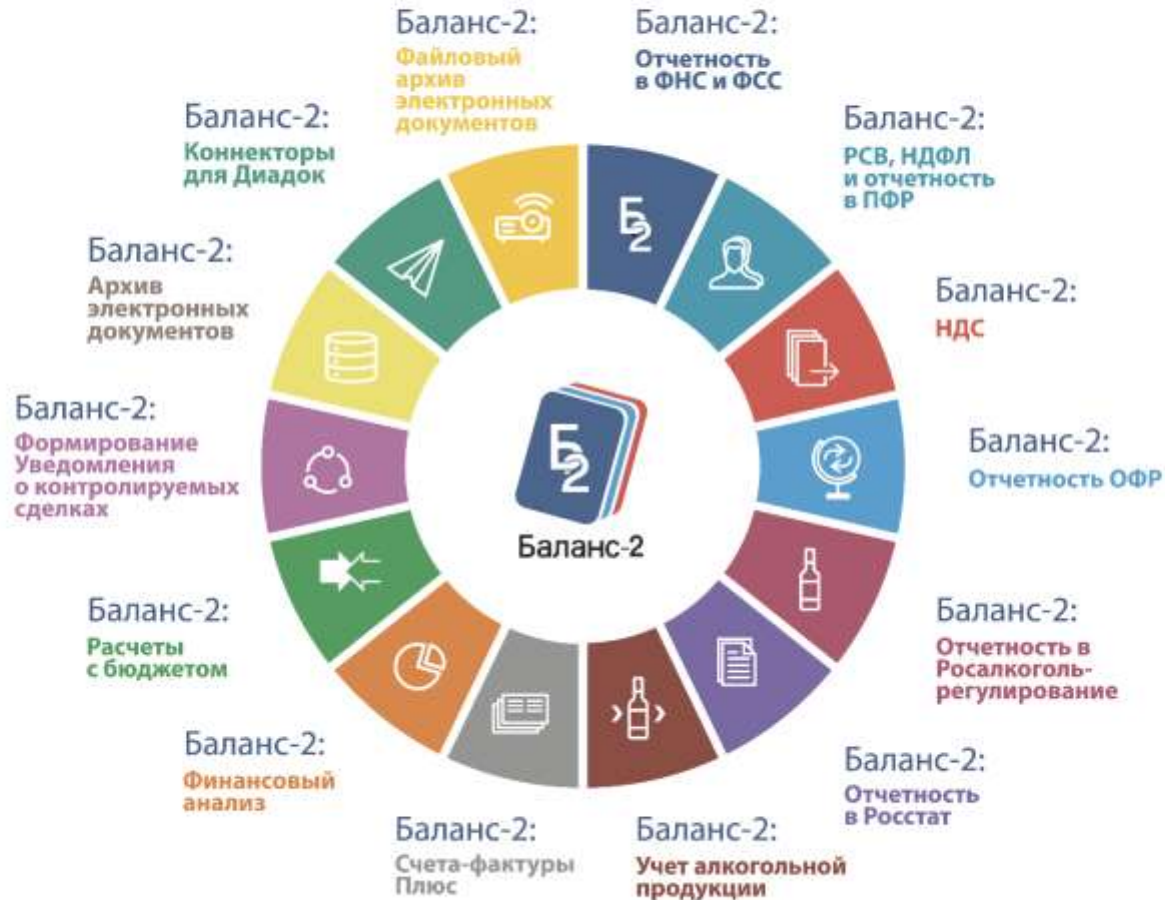 Баланс-2:
Файловый
архив
электронных
документов
Баланс-2:
Отчетность
в ФНС и ФСС
Баланс-2:
РСВ, НДФЛ
и отчетность
в ПФР
Баланс-2:
НДС
Баланс-2:
Отчетность ОФР
Баланс-2:
Отчетность в
Росалкоголь-
регулирование
Баланс-2:
Отчетность
в Росстат
Баланс-2:
Учет алкогольной
продукции
Баланс-2:
Счета-фактуры
Плюс
Баланс-2:
Финансовый
анализ
Баланс-2:
Расчеты
с бюджетом
Баланс-2:
Формирование
Уведомления
о контролируемых
сделках
Баланс-2:
Архив
электронных
документов
Баланс-2:
Коннекторы
для Диадок
Б2
Б2
Баланс-2